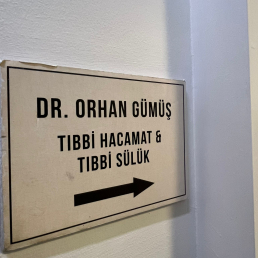 DR. ORHAN GÜMÜŞ
TIBBİ HACAMAT &
TIBBİ SÜLÜK